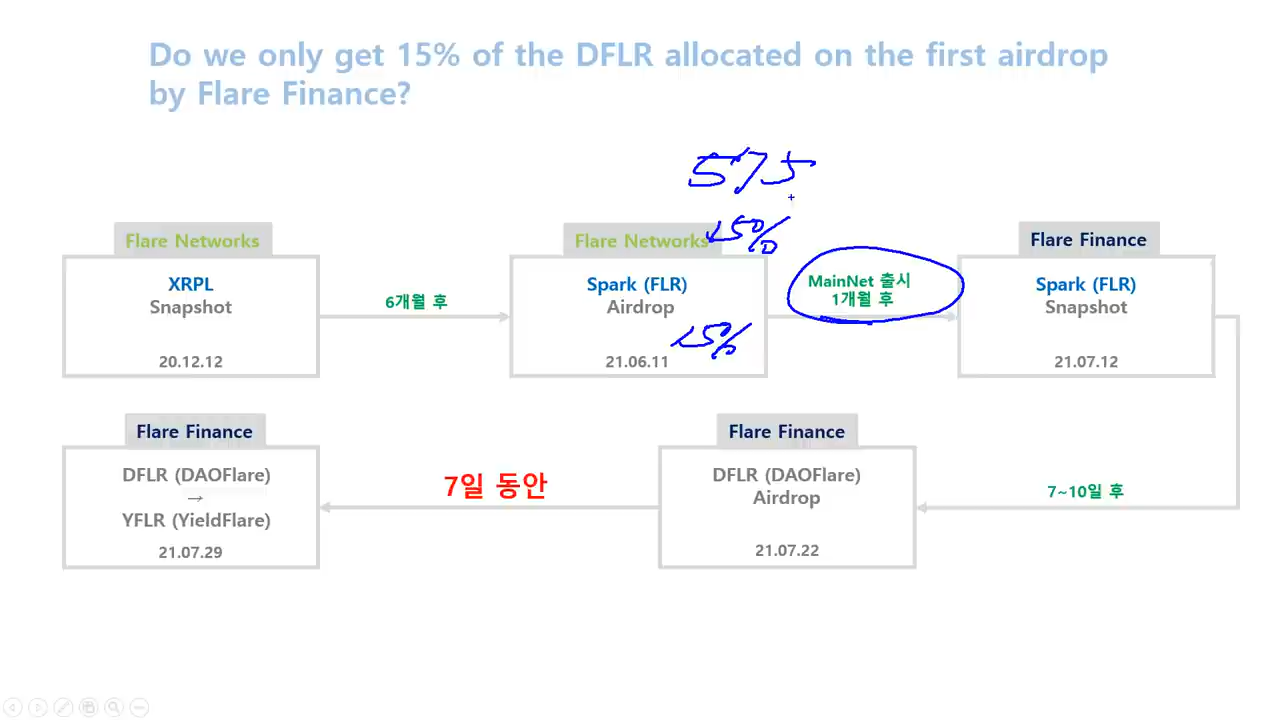 Do we only get 15% of the DFLR allocated on the first airdrop
by Flare Finance?
575
15%
Flare Networks
XRPL
Snapshot
20.12.12
6개월 후
Flare Networks
Spark (FLR)
Airdrop
15%
21.06.11
MainNet 출시
1개월 후
Flare Finance
Spark (FLR)
Snapshot
21.07.12
Flare Finance
DFLR (DAOFlare)
→
YFLR (YieldFlare)
21.07.29
7일 동안
Flare Finance
DFLR (DAOFlare)
Airdrop
21.07.22
7~10일 후